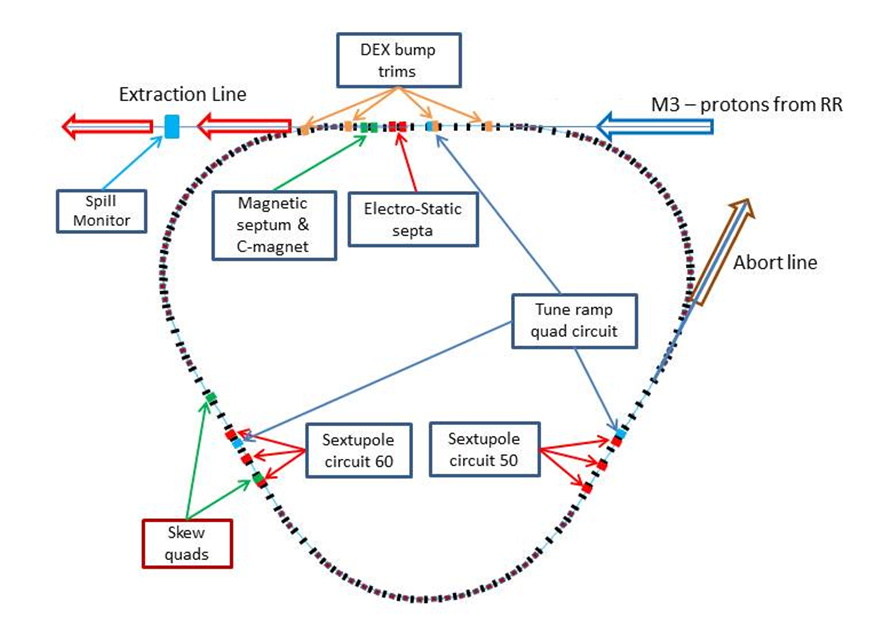 DEX bump
trims
Extraction Line
M3 – protons from RR
Spill
Monitor
Magnetic
septum &
C-magnet
Electro-Static
septa
Abort line
Tune ramp
quad circuit
Sextupole
circuit 60
Sextupole
circuit 50
Skew
quads